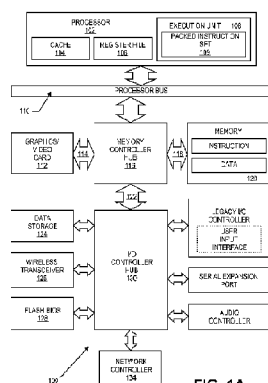 PROCESSOR
102
EXECUTION UNIT 108
PACKED INSTRUCTION
SET
109
CACHE
104
REGISTER FILE
106
PROCESSOR BUS
110
GRAPHICS/
VIDEO
CARD
112
114
MEMORY
CONTROLLER
HUB
116
118
MEMORY
INSTRUCTION
DATA
120
122
DATA
STORAGE
124
WIRELESS
TRANSCEIVER
126
FLASH BIOS
128
I/O
CONTROLLER
HUB
130
LEGACY I/O
CONTROLLER
USER
INPUT
INTERFACE
SERIAL EXPANSION
PORT
AUDIO CONTROLLER
NETWORK
CONTROLLER
134
100
FIG. 1A